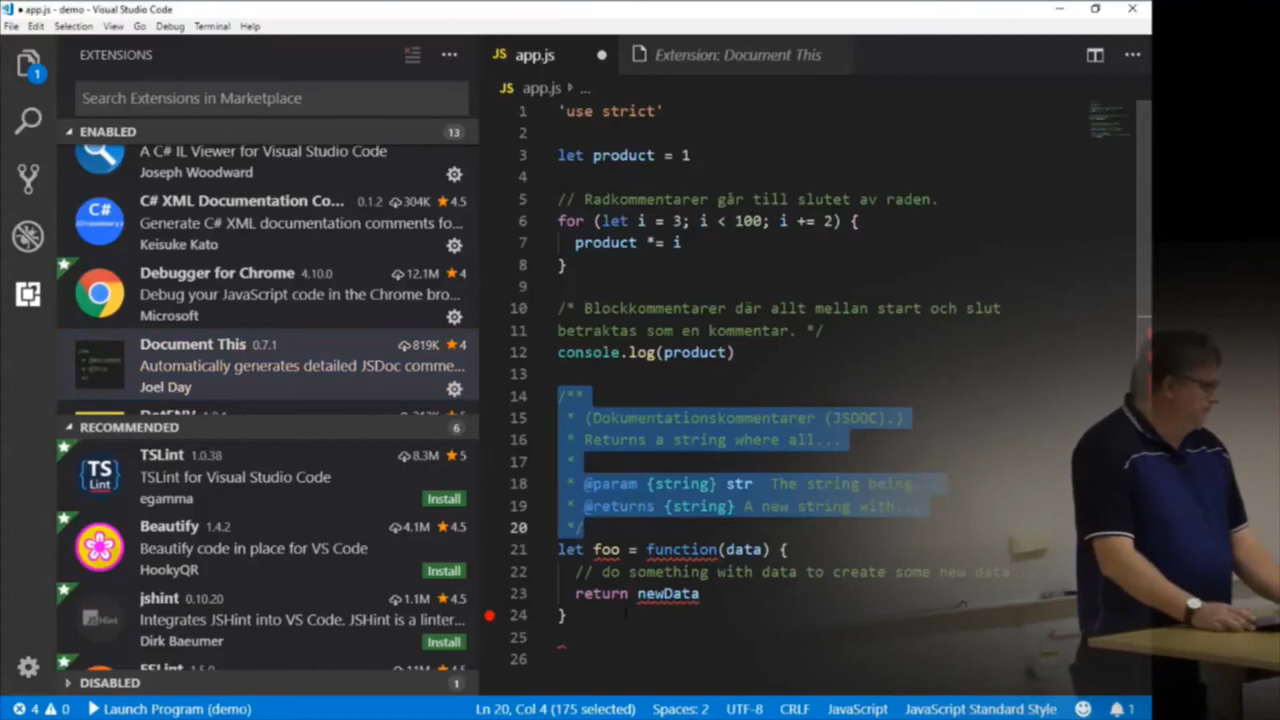 ● app.js - demo - Visual Studio Code
File Edit Selection View Go Debug Terminal Help
EXTENSIONS
Search Extensions in Marketplace
ENABLED 13
A C# IL Viewer for Visual Studio Code
Joseph Woodward
C# XML Documentation Co... 0.1.2 304K ★4.5
Generate C# XML documentation comments fo...
Keisuke Kato
Debugger for Chrome 4.10.0 12.1M ★4
Debug your JavaScript code in the Chrome bro...
Microsoft
Document This 0.7.1 819K ★4
Automatically generates detailed JSDoc comme...
Joel Day
RECOMMENDED 6
TSLint 1.0.38 8.3M ★5
TSLint for Visual Studio Code
egamma Install
Beautify 1.4.2 4.1M ★4.5
Beautify code in place for VS Code
HookyQR Install
jshint 0.10.20 1.1M ★4.5
Integrates JSHint into VS Code. JSHint is a linter...
Dirk Baeumer Install
DISABLED 1
1
C#
TS
Lint
JS app.js ● Extension: Document This
JS app.js ...
1 'use strict'
2
3 let product = 1
4
5 // Radkommentarer går till slutet av raden.
6 for (let i = 3; i < 100; i += 2) {
7 product *= i
8 }
9
10 /* Blockkommentarer där allt mellan start och slut
11 betraktas som en kommentar. */
12 console.log(product)
13
14 /**
15 * (Dokumentationskommentarer (JSDOC).)
16 * Returns a string where all...
17 *
18 * @param {string} str The string being...
19 * @returns {string} A new string with...
20 */
21 let foo = function(data) {
22 // do something with data to create some new data...
23 return newData
24 }
25
26
4 0 Launch Program (demo) Ln 20, Col 4 (175 selected) Spaces: 2 UTF-8 CRLF JavaScript JavaScript Standard Style 1